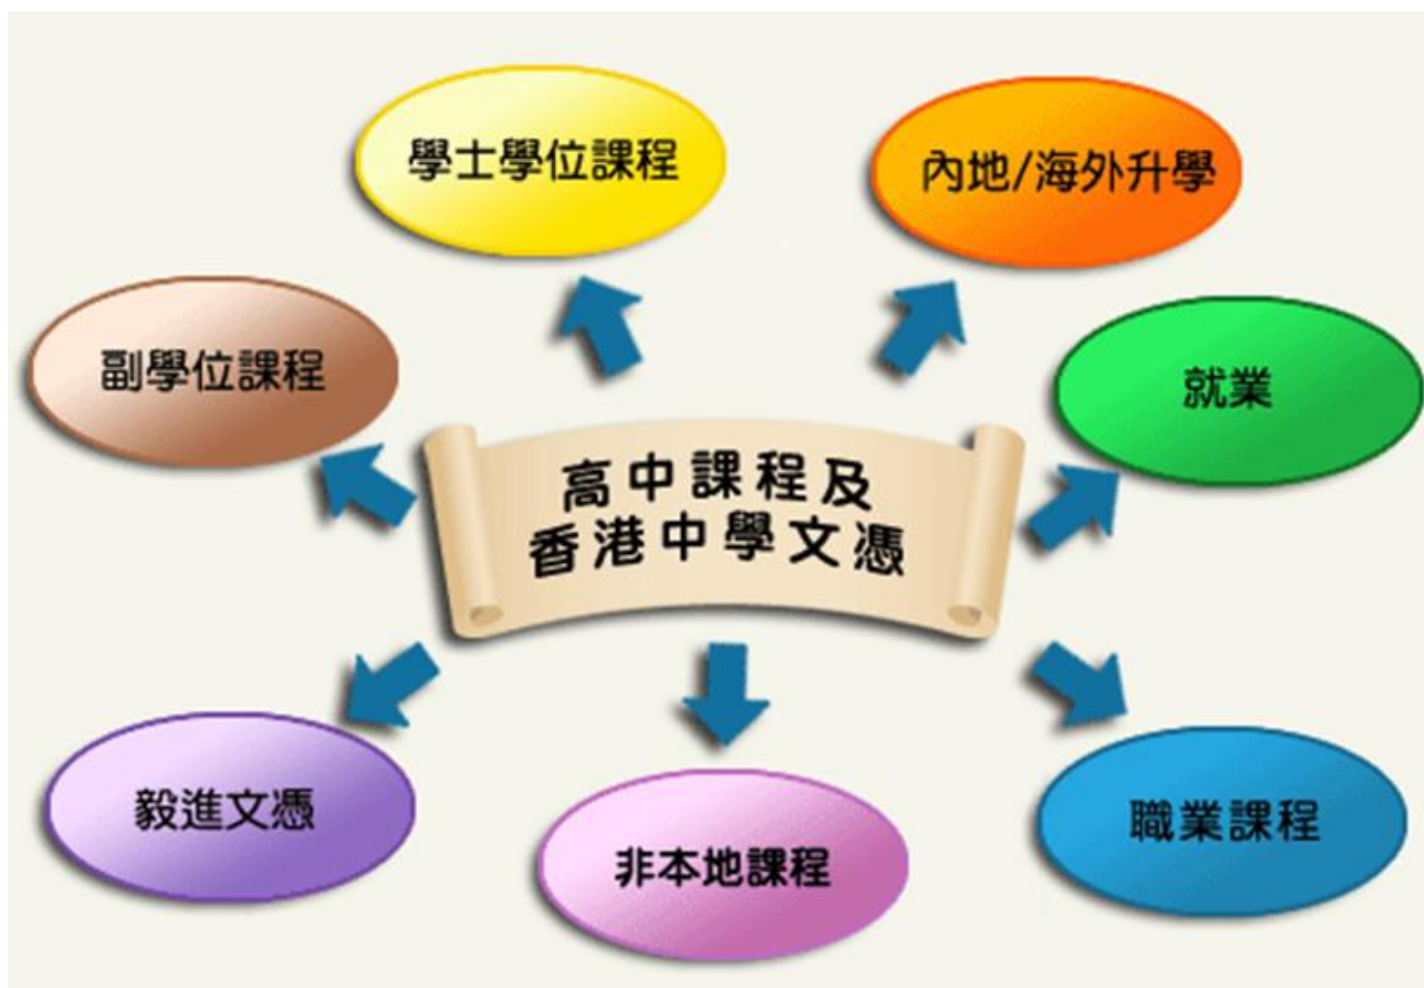 學士學位課程
內地/海外升學
副學位課程
就業
高中課程及
香港中學文憑
毅進文憑
非本地課程
職業課程